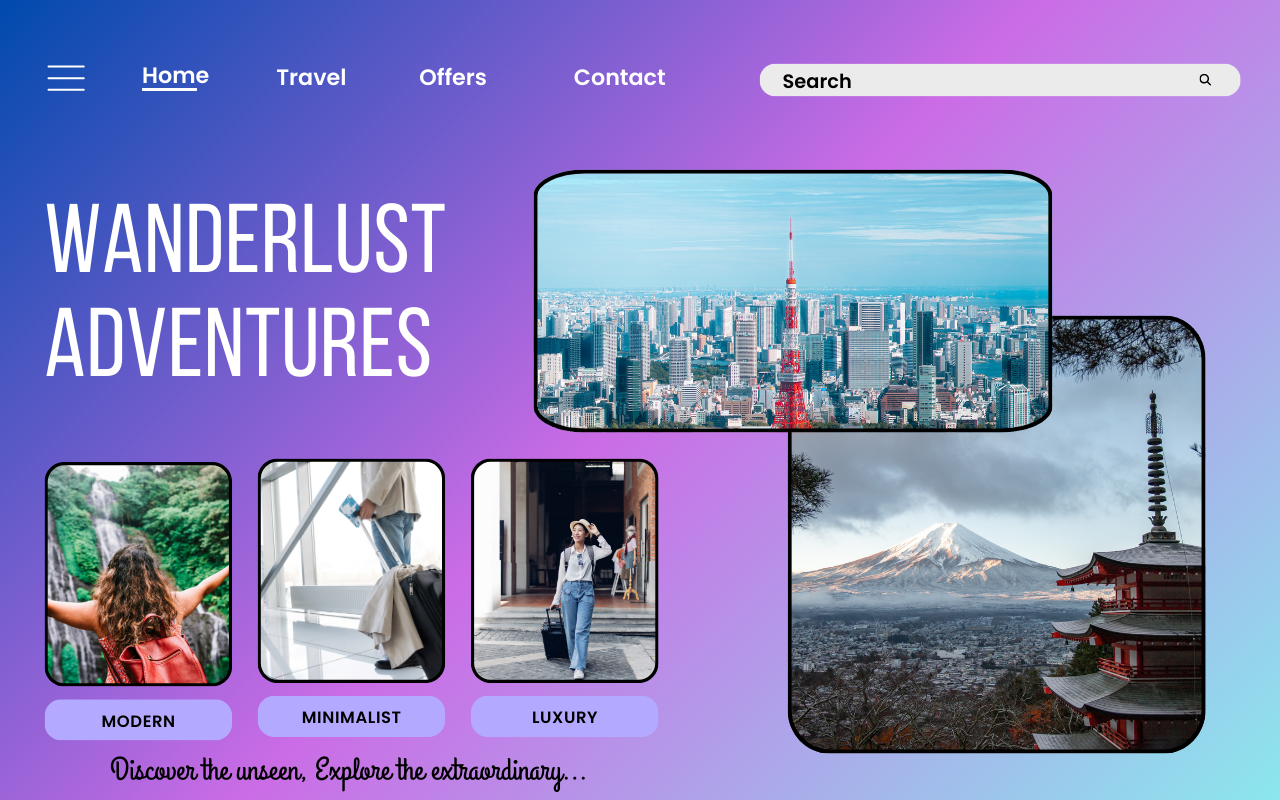 Home
Travel
Offers
Contact
Search
WANDERLUST
ADVENTURES
MODERN
MINIMALIST
LUXURY
Discover the unseen, Explore the extraordinary...